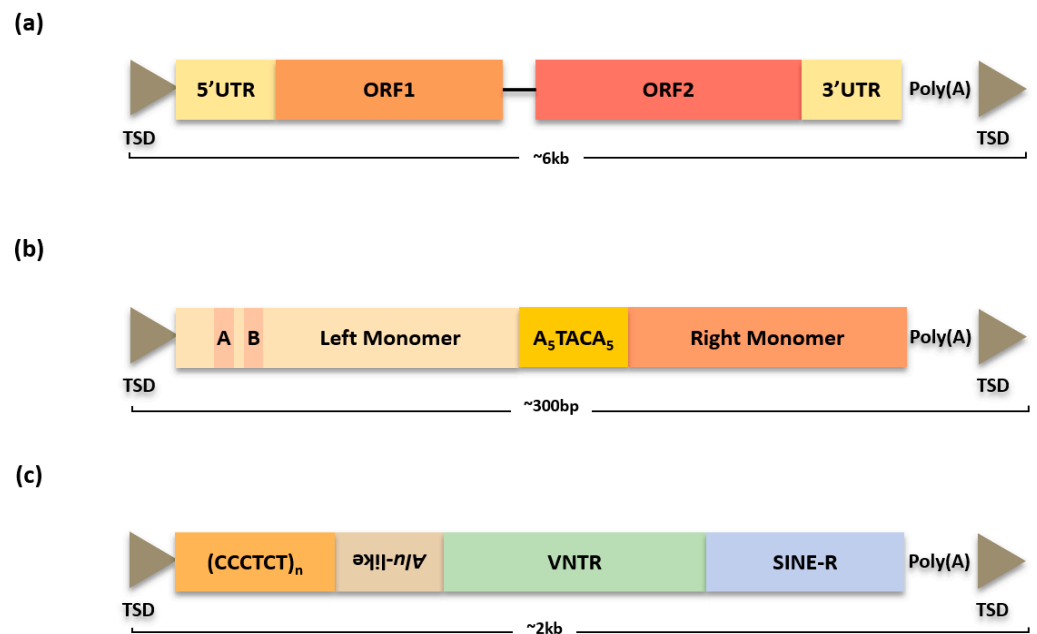 (a)
5’UTR ORF1 ORF2 3’UTR Poly(A)
TSD TSD
~6kb
(b)
A B Left Monomer A₅TACA₅ Right Monomer Poly(A)
TSD TSD
~300bp
(c)
(CCCTCT)ₙ Alu-like VNTR SINE-R Poly(A)
TSD TSD
~2kb